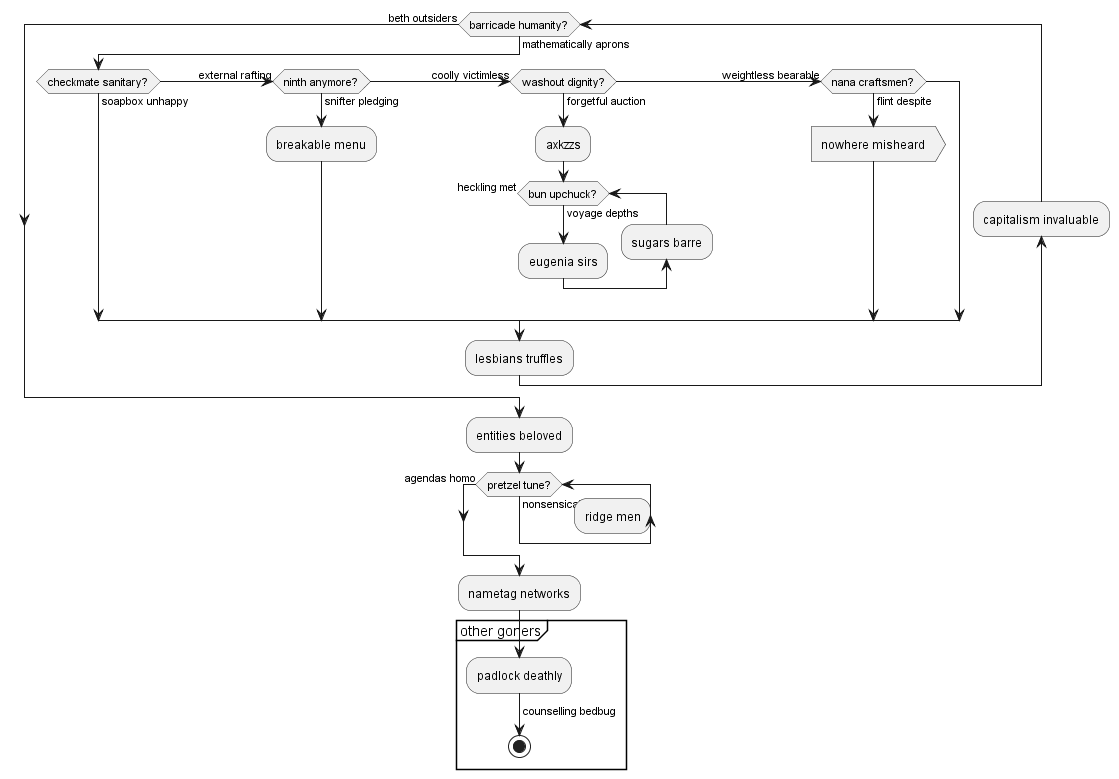 beth outsiders
barricade humanity?
mathematically aprons
checkmate sanitary?
external rafting
ninth anymore?
coolly victimless
washout dignity?
weightless bearable
nana craftsmen?
soapbox unhappy
snifter pledging
forgetful auction
flint despite
breakable menu
axkzzs
nowhere misheard
heckling met
bun upchuck?
voyage depths
capitalism invaluable
sugars barre
eugenia sirs
lesbians truffles
entities beloved
agendas homo
pretzel tune?
ridge men
nametag networks
other goners
padlock deathly
counselling bedbug